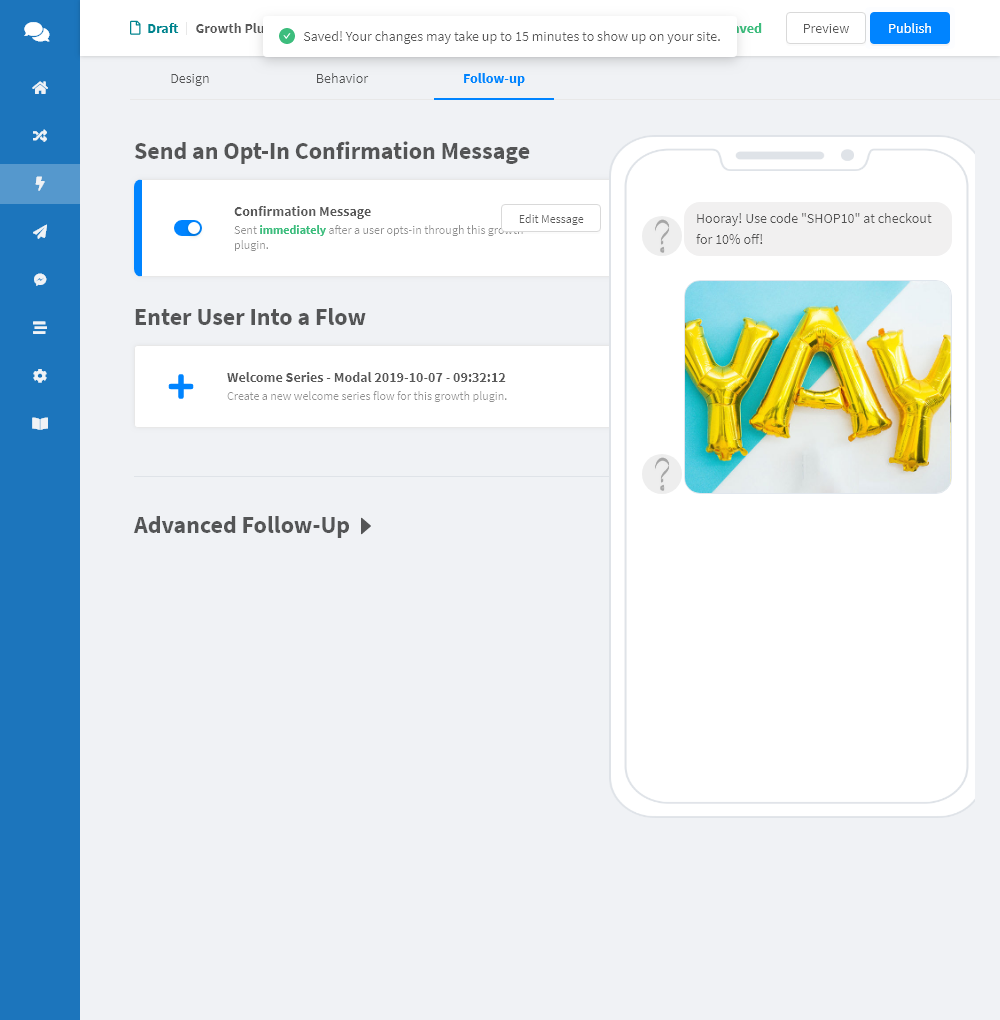 Draft
Growth Plu
Saved! Your changes may take up to 15 minutes to show up on your site.
ved
Preview
Publish
Design
Behavior
Follow-up
Send an Opt-In Confirmation Message
Confirmation Message
Sent immediately after a user opts-in through this growth
plugin.
Edit Message
Enter User Into a Flow
Welcome Series - Modal 2019-10-07 - 09:32:12
Create a new welcome series flow for this growth plugin.
Advanced Follow-Up
Hooray! Use code "SHOP10" at checkout
for 10% off!
?
YAY
?